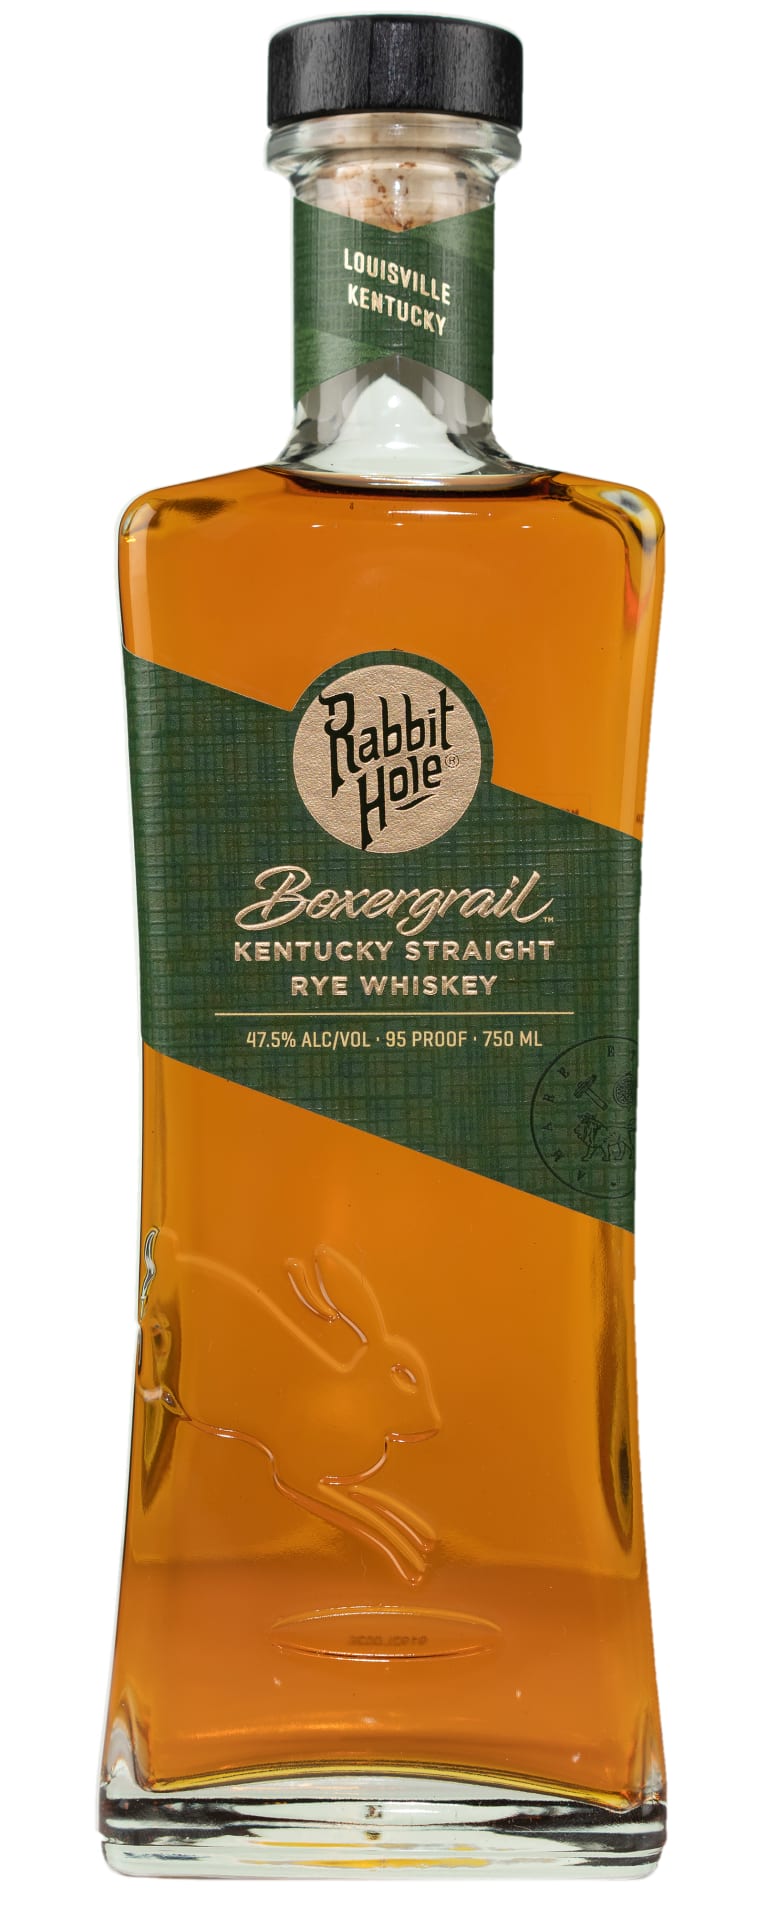 LOUISVILLE
KENTUCKY
Rabbit
Hole®
Boxergrail™
KENTUCKY STRAIGHT
RYE WHISKEY
47.5% ALC/VOL · 95 PROOF · 750 ML